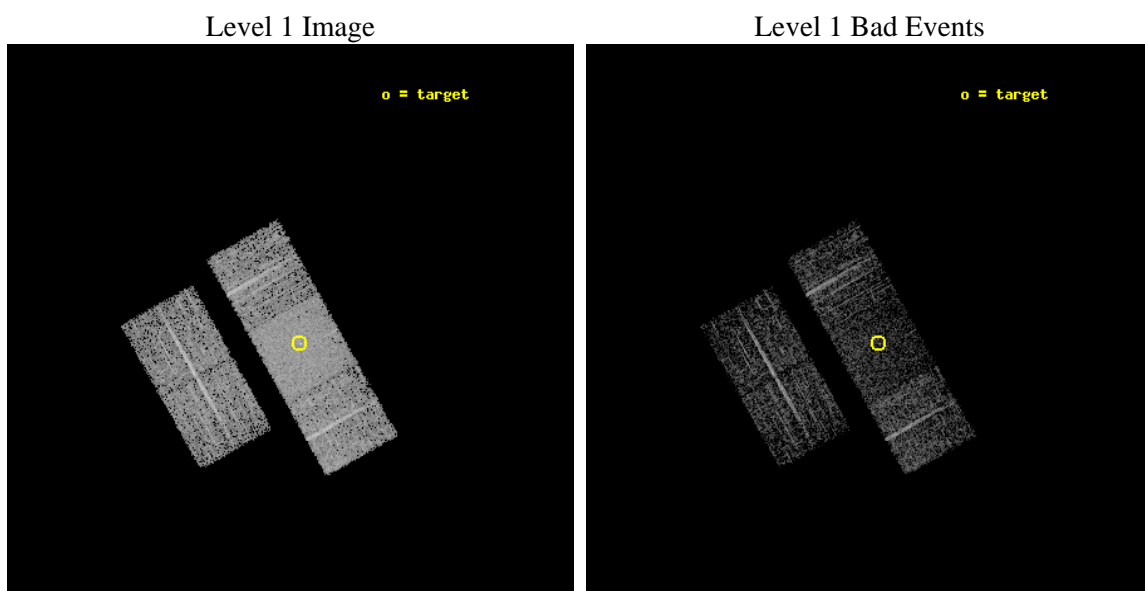 Level 1 Image
Level 1 Bad Events
o = target
o = target